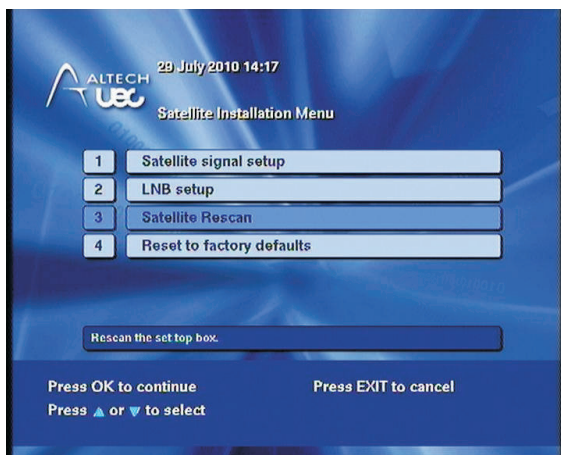 ALTECH
UEC
29 July 2010 14:17
Satellite Installation Menu
1 Satellite signal setup
2 LNB setup
3 Satellite Rescan
4 Reset to factory defaults
Rescan the set top box.
Press OK to continue Press EXIT to cancel
Press ▲ or ▼ to select